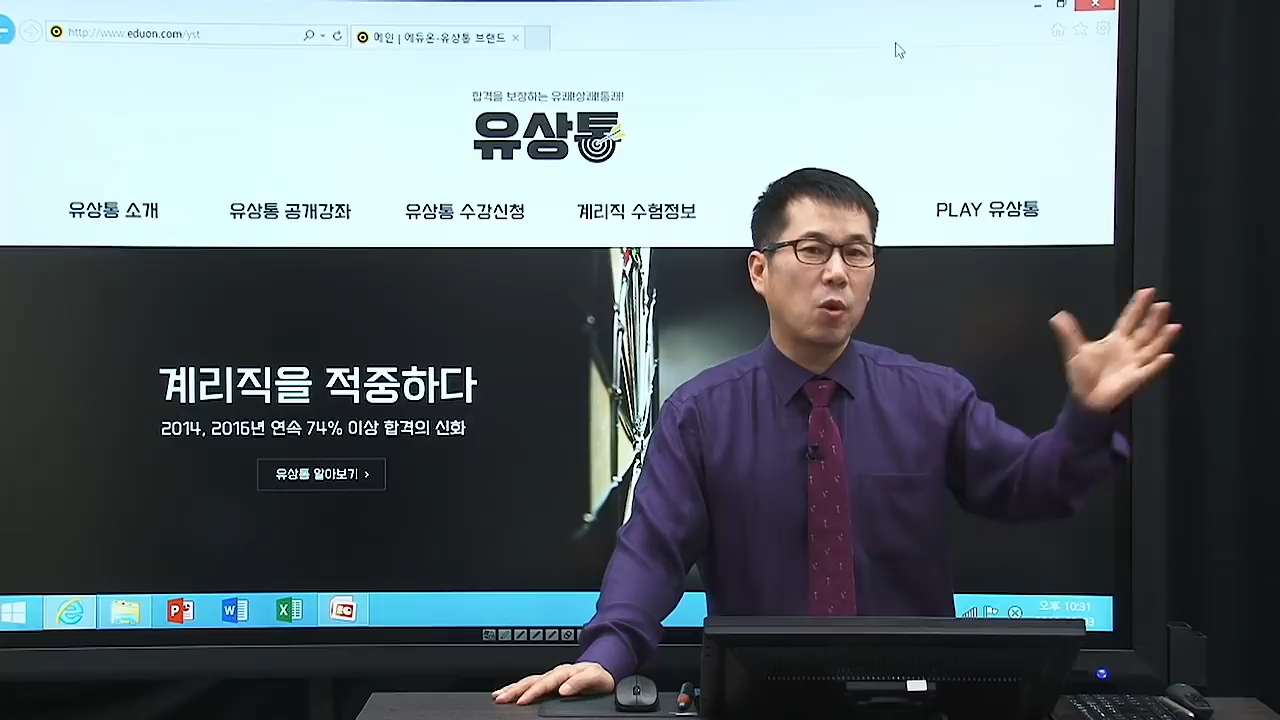 http://www.eduon.com/yst
메인 | 에듀온-유상통 브랜드
합격을 보장하는 유쾌!상쾌!통쾌!
유상통
유상통 소개
유상통 공개강좌
유상통 수강신청
계리직 수험정보
PLAY 유상통
계리직을 적중하다
2014, 2016년 연속 74% 이상 합격의 신화
유상통 알아보기 >
오후 10:31